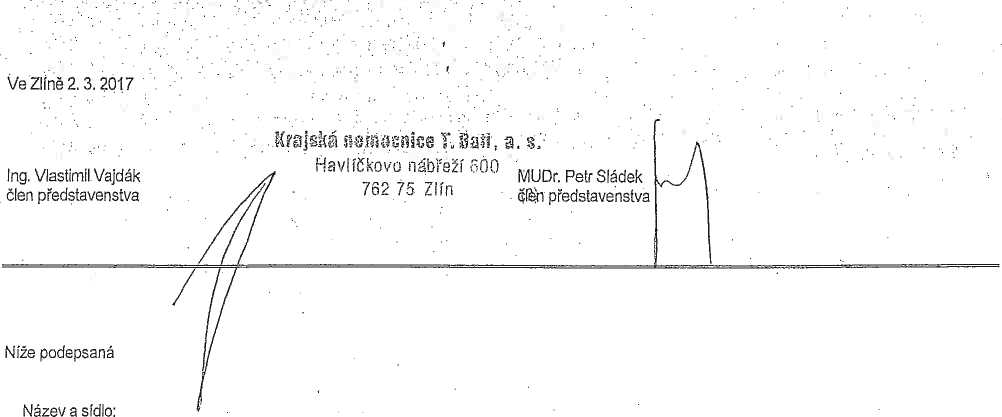 Ve Zlíně 2. 3. 2017
Krajská nemocnice T. Bati, a. s.
Havlíčkovo nábřeží 600
762 75 Zlín
Ing. Vlastimil Vajdák
člen představenstva
MUDr. Petr Sládek
člen představenstva
Níže podepsaná
Název a sídlo: